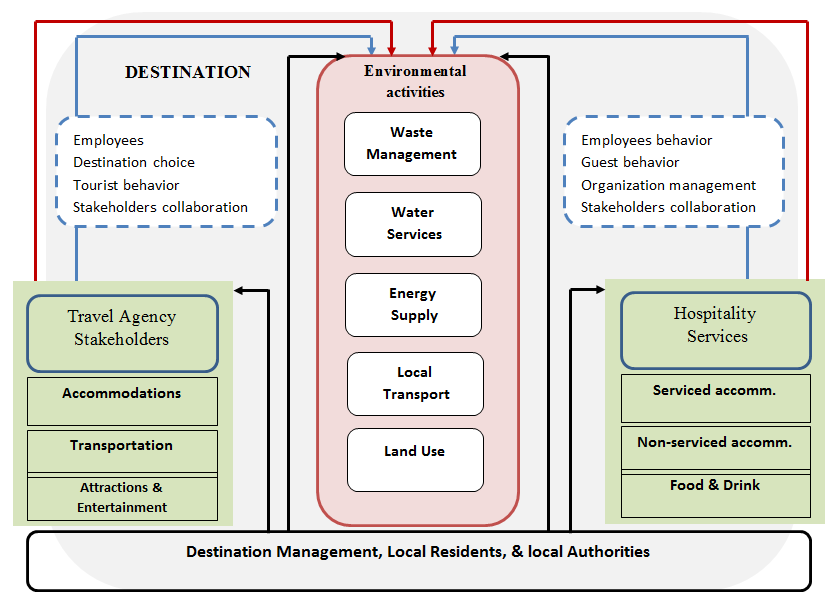 DESTINATION
Environmental
activities
Employees
Destination choice
Tourist behavior
Stakeholders collaboration
Waste
Management
Water
Services
Energy
Supply
Local
Transport
Land Use
Employees behavior
Guest behavior
Organization management
Stakeholders collaboration
Travel Agency
Stakeholders
Accommodations
Transportation
Attractions &
Entertainment
Hospitality
Services
Serviced accomm.
Non-serviced accomm.
Food & Drink
Destination Management, Local Residents, & local Authorities